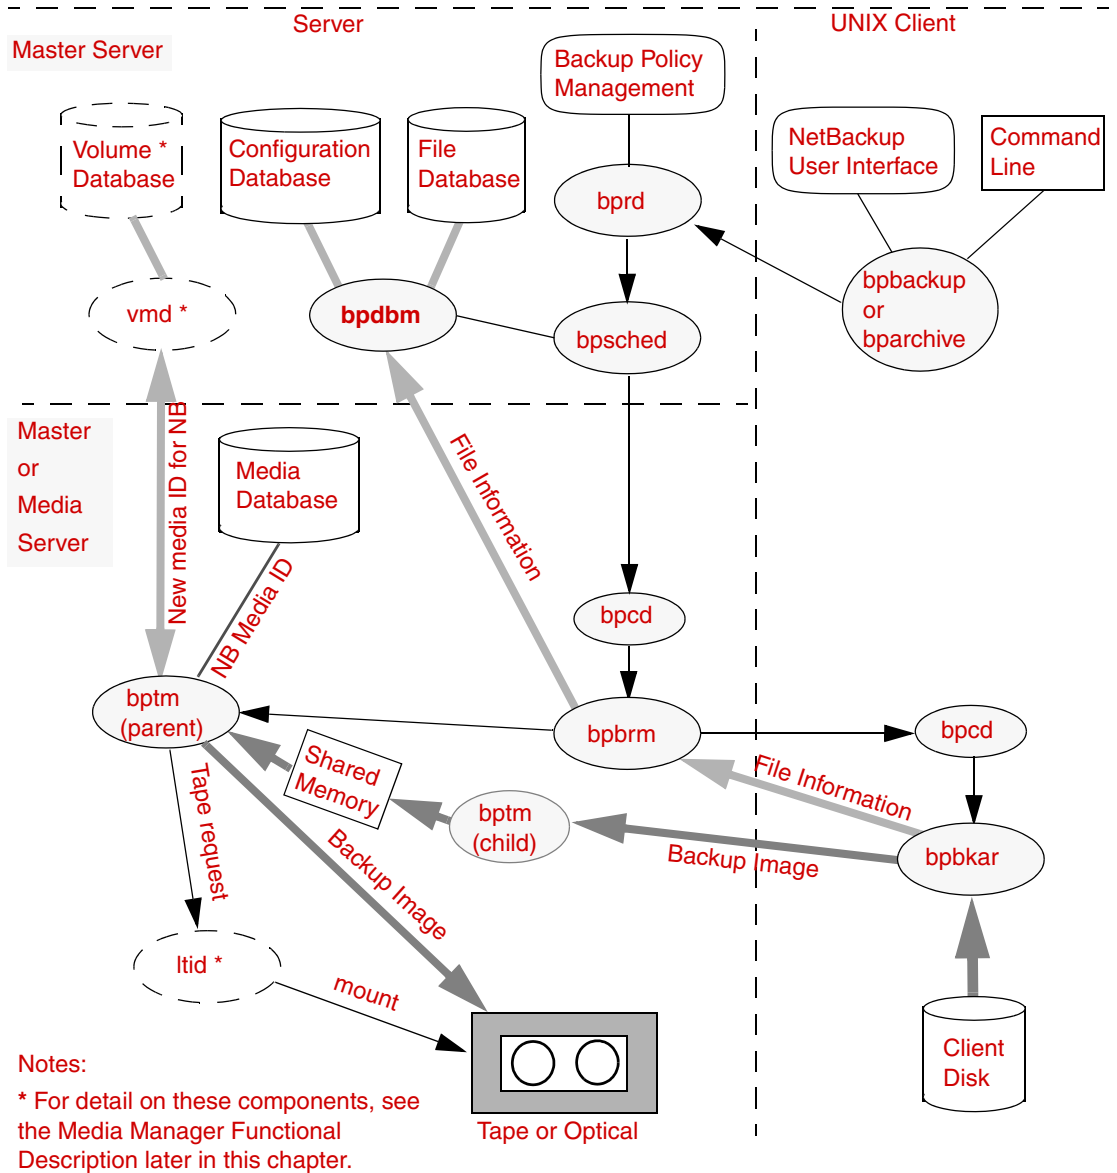 Server
UNIX Client
Master Server
Backup Policy
Management
Volume *
Database
Configuration
Database
File
Database
NetBackup
User Interface
Command
Line
bprd
vmd *
bpdbm
bpsched
bpbackup
or
bparchive
Master
or
Media
Server
New media ID for NB
Media
Database
File Information
NB Media ID
bpcd
bptm
(parent)
bpbrm
bpcd
Shared
Memory
File Information
Tape request
bptm
(child)
Backup Image
bpbkar
Backup Image
ltid *
mount
Client
Disk
Tape or Optical
Notes:
* For detail on these components, see
the Media Manager Functional
Description later in this chapter.